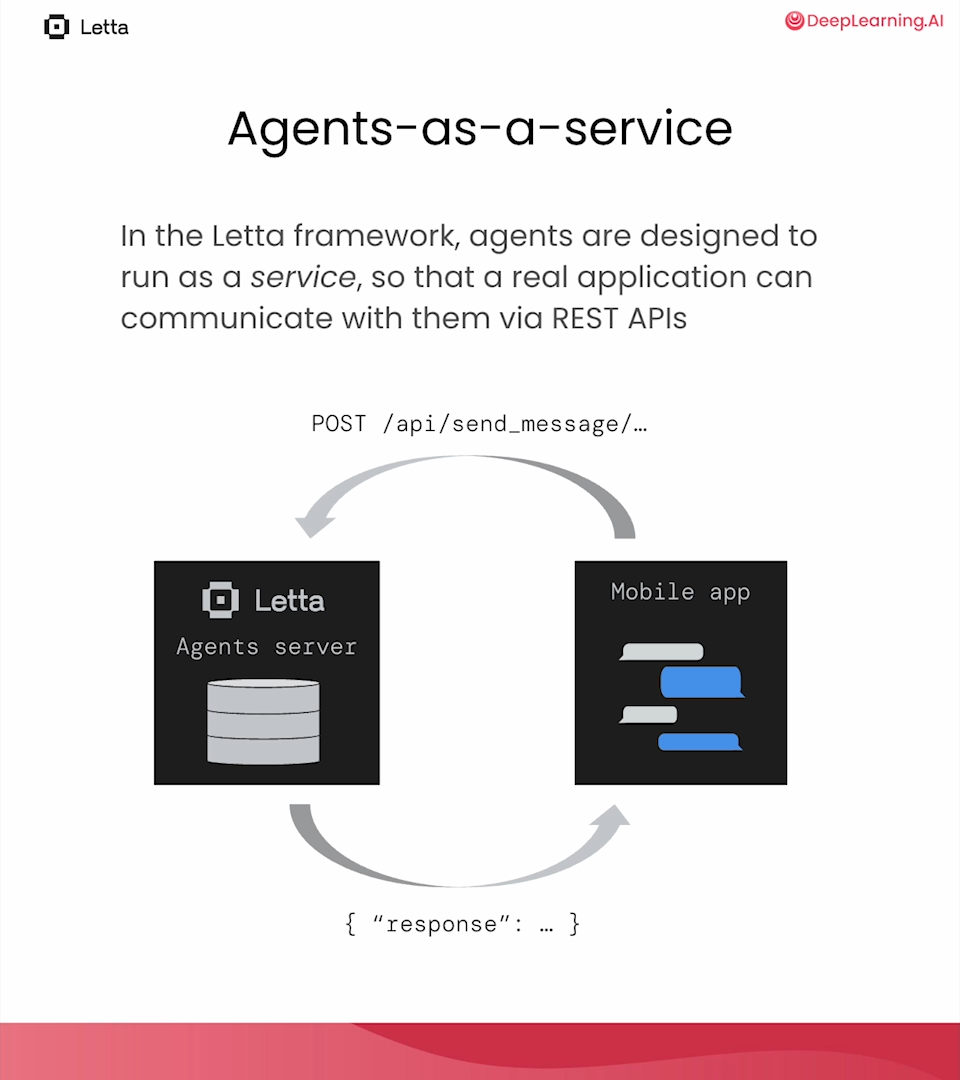 Letta
DeepLearning.AI
Agents-as-a-service
In the Letta framework, agents are designed to
run as a service, so that a real application can
communicate with them via REST APIs
POST /api/send_message/…
Letta
Agents server
Mobile app
{ “response”: … }